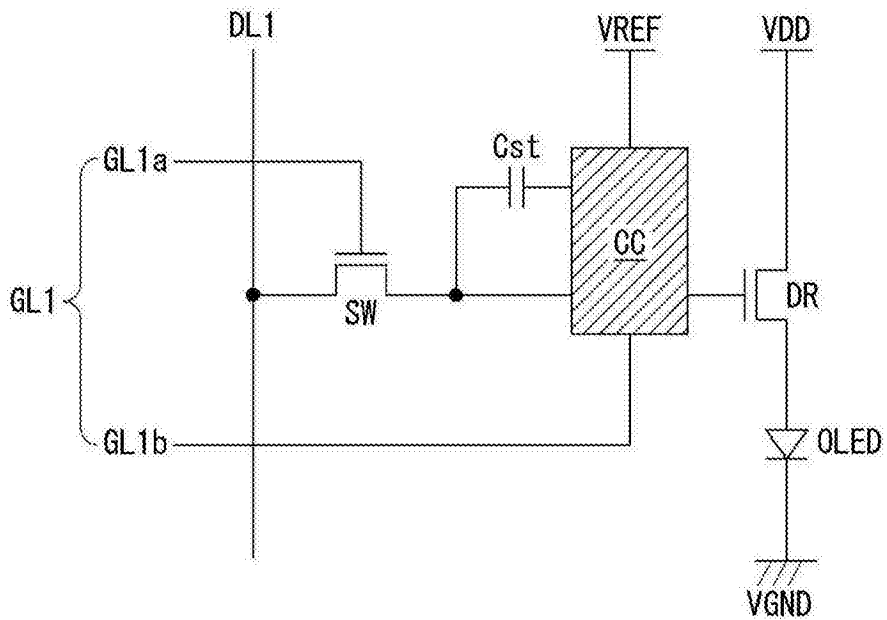 DL1
VREF
VDD
GL1a
Cst
CC
GL1
SW
DR
GL1b
OLED
VGND